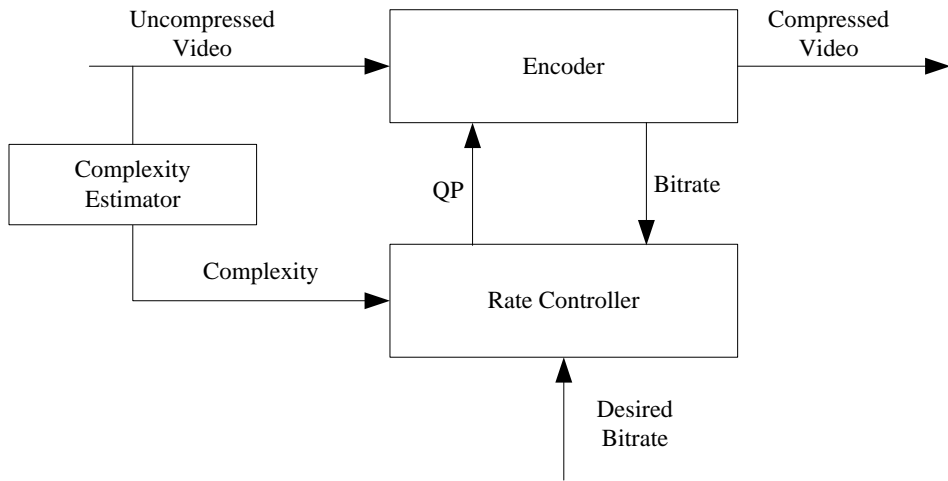 Uncompressed
Video
Compressed
Video
Encoder
Complexity
Estimator
QP
Bitrate
Complexity
Rate Controller
Desired
Bitrate